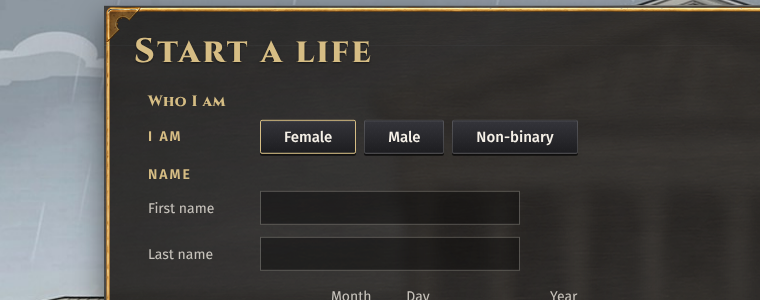 Start a life
Who I am
I AM Female Male Non-binary
NAME
First name
Last name
Month Day Year